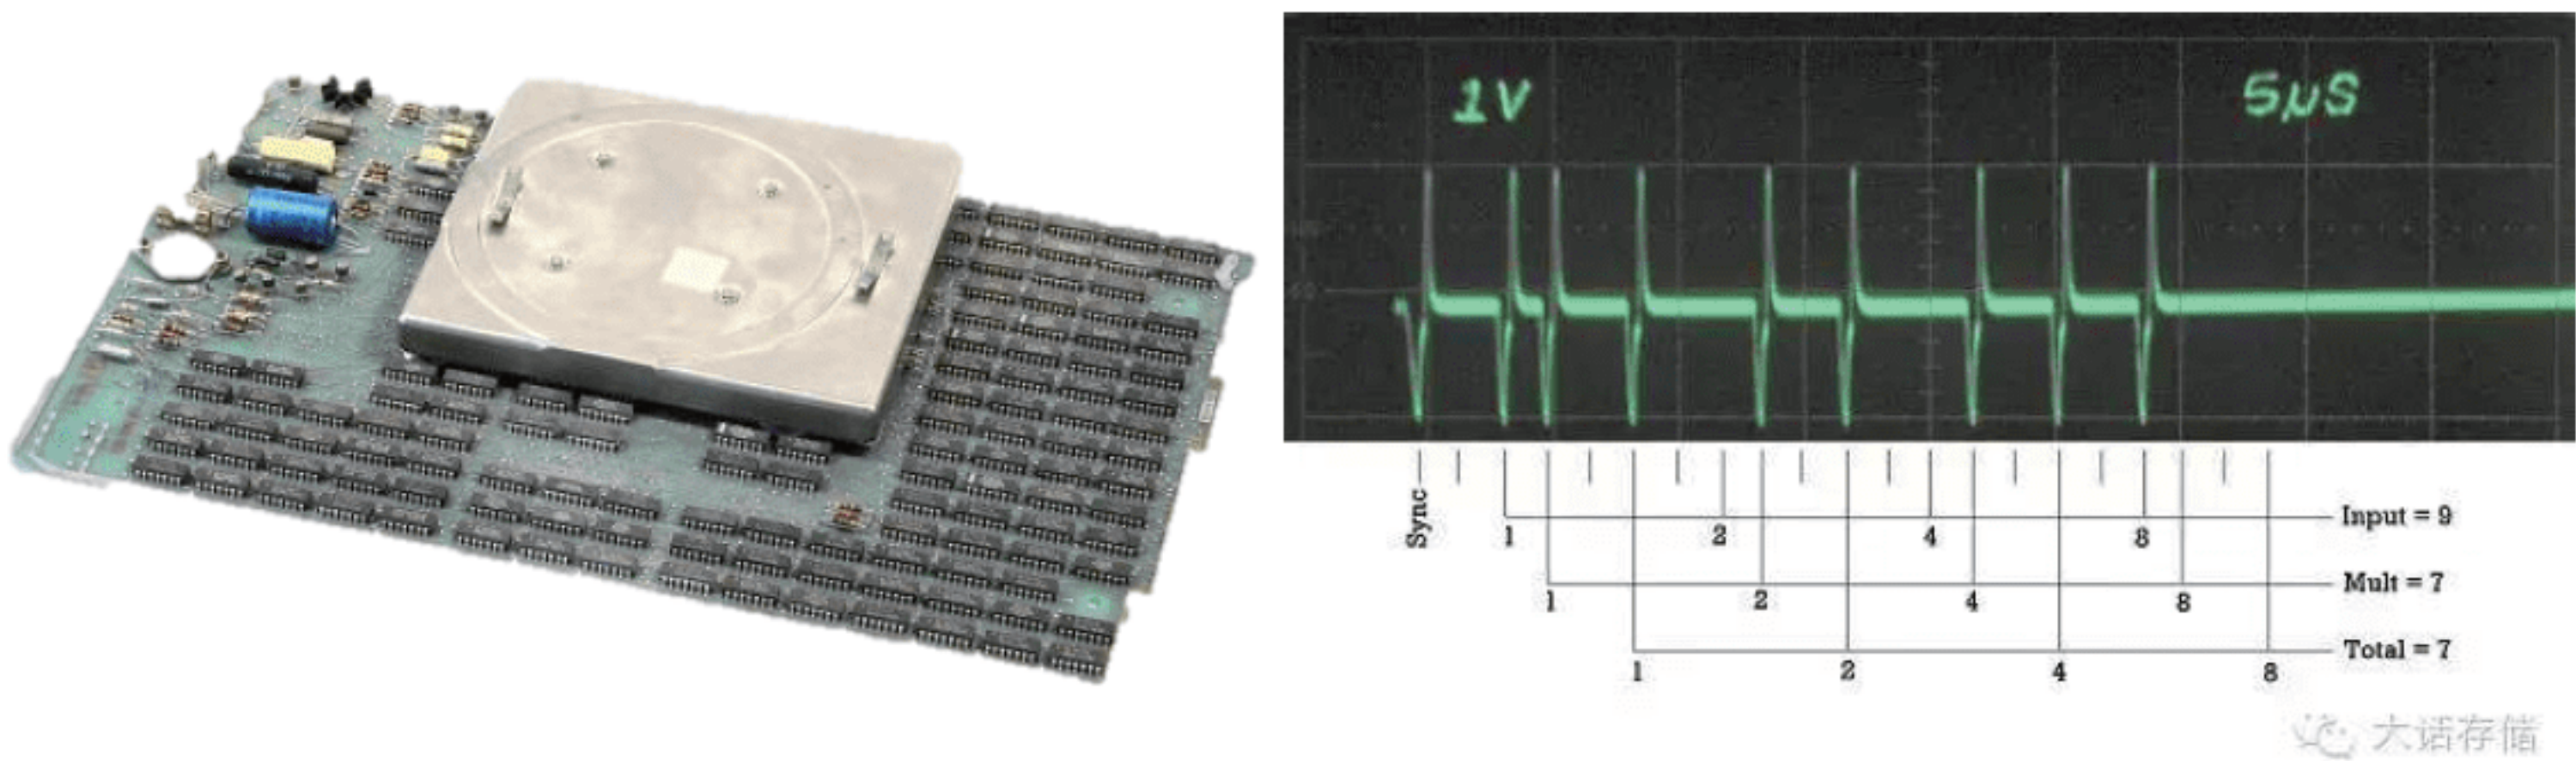 1V 5µS
Sync
1 2 4 8 Input = 9
1 2 4 8 Mult = 7
1 2 4 8 Total = 7
大话存储